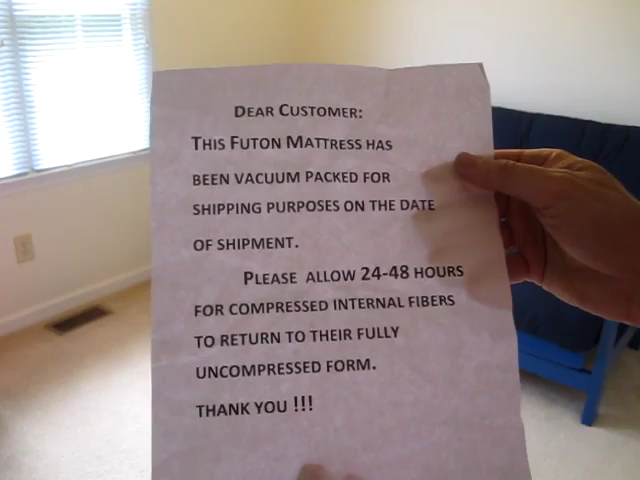 DEAR CUSTOMER:
THIS FUTON MATTRESS HAS
BEEN VACUUM PACKED FOR
SHIPPING PURPOSES ON THE DATE
OF SHIPMENT.
PLEASE ALLOW 24-48 HOURS
FOR COMPRESSED INTERNAL FIBERS
TO RETURN TO THEIR FULLY
UNCOMPRESSED FORM.
THANK YOU !!!